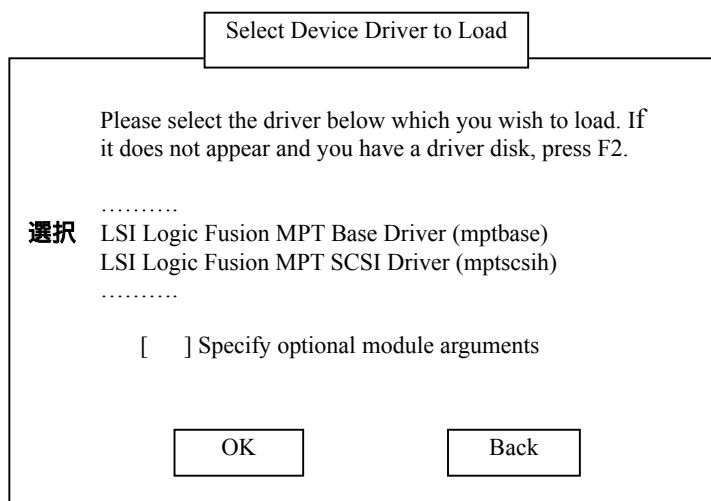 Select Device Driver to Load
Please select the driver below which you wish to load. If
it does not appear and you have a driver disk, press F2.
……….
選択 LSI Logic Fusion MPT Base Driver (mptbase)
LSI Logic Fusion MPT SCSI Driver (mptscsih)
……….
[ ] Specify optional module arguments
OK Back